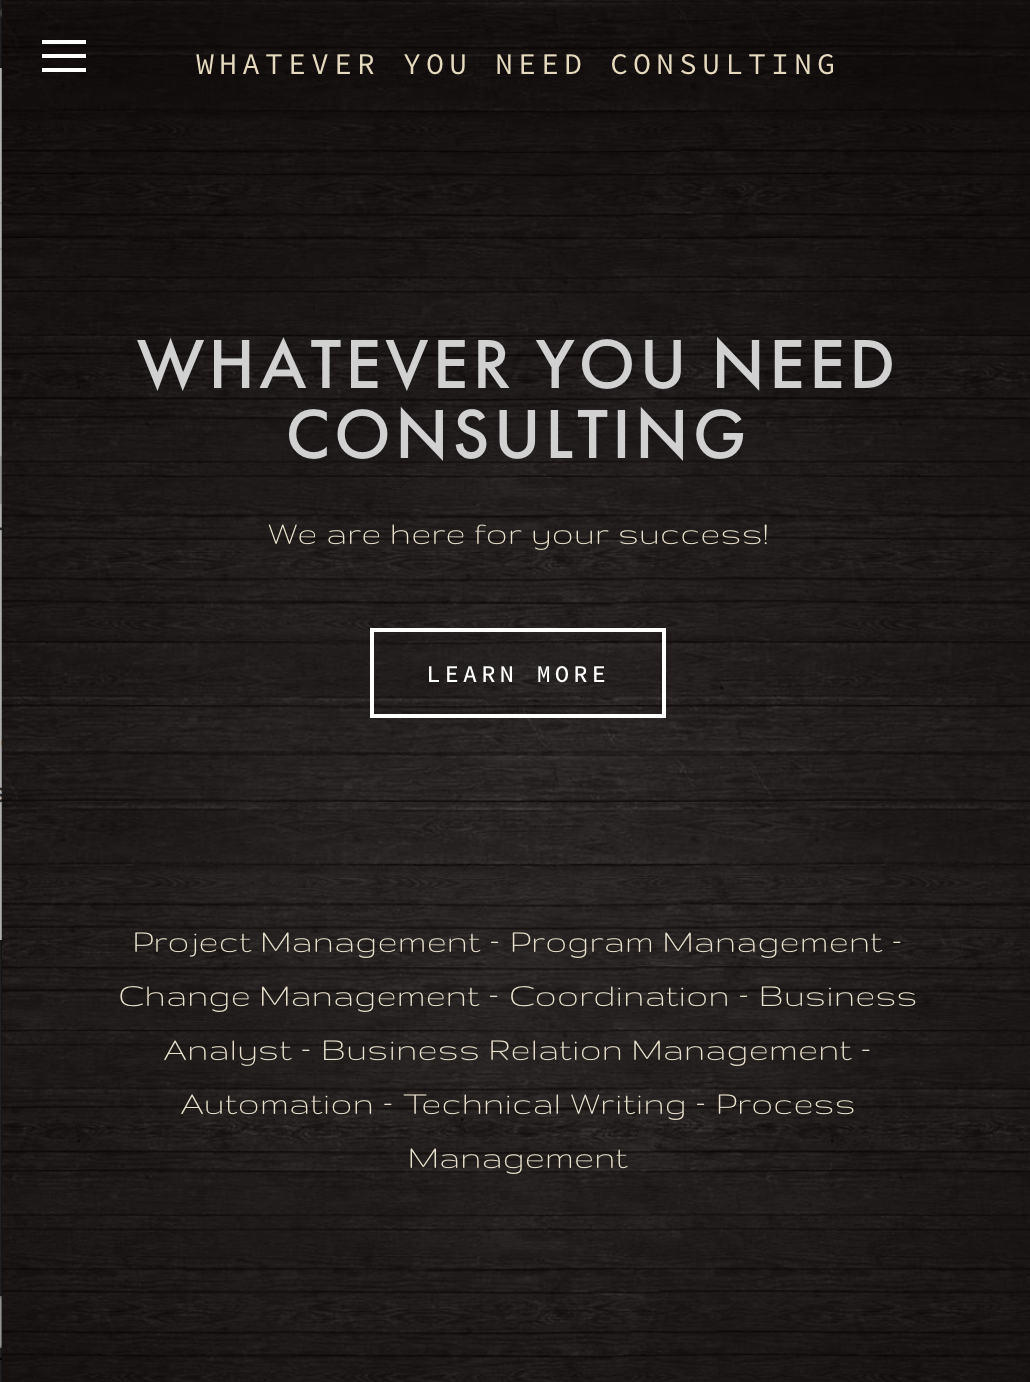 WHATEVER YOU NEED CONSULTING
WHATEVER YOU NEED
CONSULTING
We are here for your success!
LEARN MORE
Project Management - Program Management -
Change Management - Coordination - Business
Analyst - Business Relation Management -
Automation - Technical Writing - Process
Management